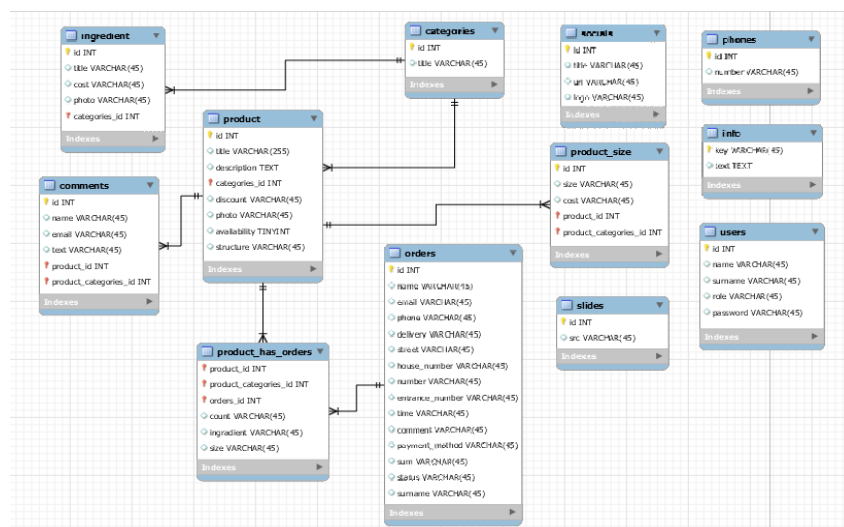 ingredient
id INT
title VARCHAR(45)
cost VARCHAR(45)
photo VARCHAR(45)
categories_id INT
Indexes
categories
id INT
title VARCHAR(45)
Indexes
socials
id INT
title VARCHAR(45)
url VARCHAR(45)
logo VARCHAR(45)
Indexes
phones
id INT
number VARCHAR(45)
Indexes
product
id INT
title VARCHAR(255)
description TEXT
categories_id INT
discount VARCHAR(45)
photo VARCHAR(45)
availability TINYINT
structure VARCHAR(45)
Indexes
info
key VARCHAR(45)
text TEXT
Indexes
product_size
id INT
size VARCHAR(45)
cost VARCHAR(45)
product_id INT
product_categories_id INT
Indexes
comments
id INT
name VARCHAR(45)
email VARCHAR(45)
text VARCHAR(45)
product_id INT
product_categories_id INT
Indexes
users
id INT
name VARCHAR(45)
surname VARCHAR(45)
role VARCHAR(45)
password VARCHAR(45)
Indexes
orders
id INT
name VARCHAR(45)
email VARCHAR(45)
phone VARCHAR(45)
delivery VARCHAR(45)
street VARCHAR(45)
house_number VARCHAR(45)
number VARCHAR(45)
entrance_number VARCHAR(45)
time VARCHAR(45)
comment VARCHAR(45)
payment_method VARCHAR(45)
sum VARCHAR(45)
status VARCHAR(45)
surname VARCHAR(45)
Indexes
slides
id INT
src VARCHAR(45)
Indexes
product_has_orders
product_id INT
product_categories_id INT
orders_id INT
count VARCHAR(45)
ingradient VARCHAR(45)
size VARCHAR(45)
Indexes